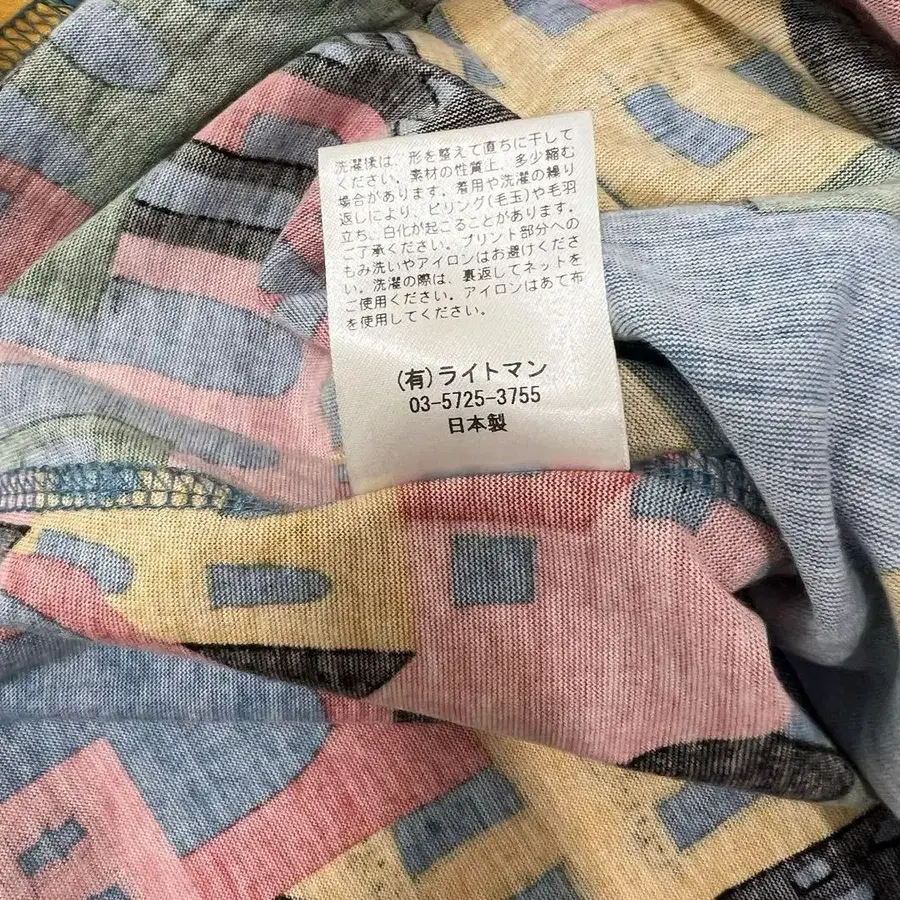 洗濯後は、形を整えて直ちに干して
ください。素材の性質上、多少縮む
場合があります。着用や洗濯の繰り
返しにより、ピリング(毛玉)や毛羽
立ち、白化が起こることがあります。
ご了承ください。プリント部分への
もみ洗いやアイロンはお避けくださ
い。洗濯の際は、裏返してネットを
ご使用ください。アイロンはあて布
を使用してください。
(有)ライトマン
03-5725-3755
日本製